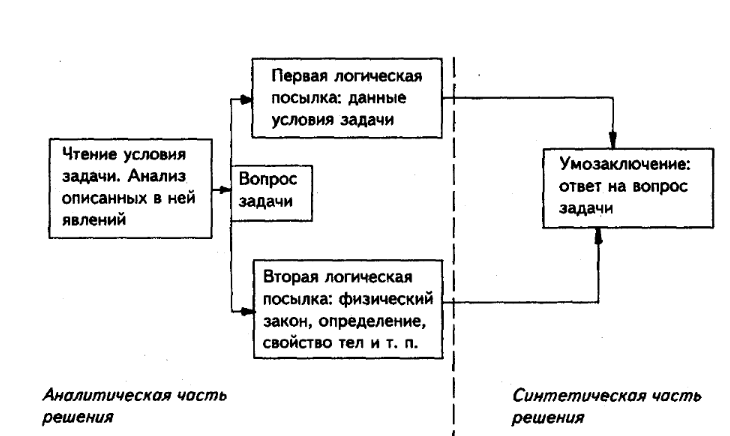 Первая логическая
посылка: данные
условия задачи
Чтение условия
задачи. Анализ
описанных в ней
явлений
Вопрос
задачи
Умозаключение:
ответ на вопрос
задачи
Вторая логическая
посылка: физический
закон, определение,
свойство тел и т. п.
Аналитическая часть
решения
Синтетическая часть
решения